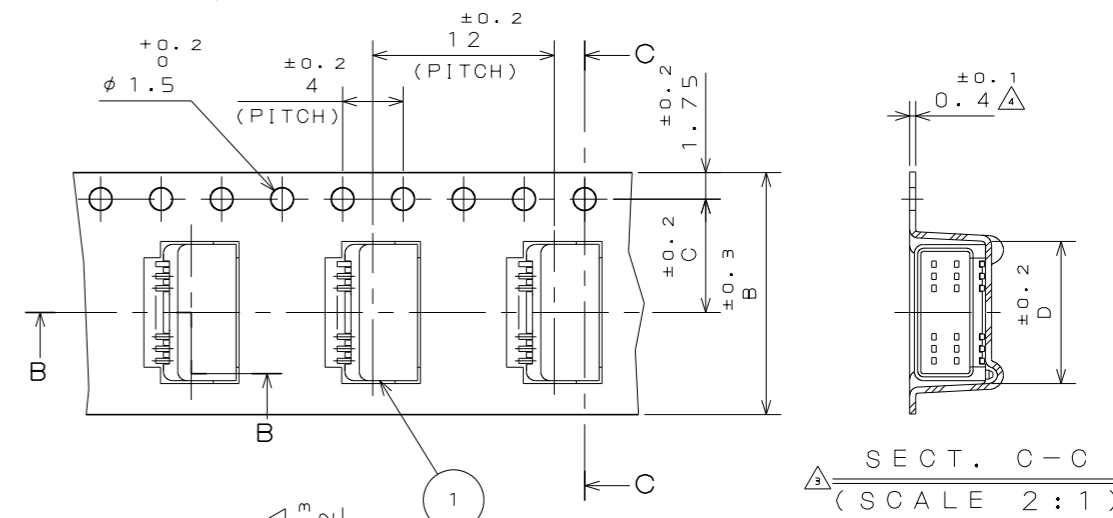 ±0.2
12
(PITCH)
+0.2
0
φ1.5
±0.2
4
(PITCH)
C
±0.2
1.75
±0.1
0.4 4
±0.2
C
±0.3
B
±0.2
D
B
B
1
C
3 SECT. C-C
(SCALE 2:1)